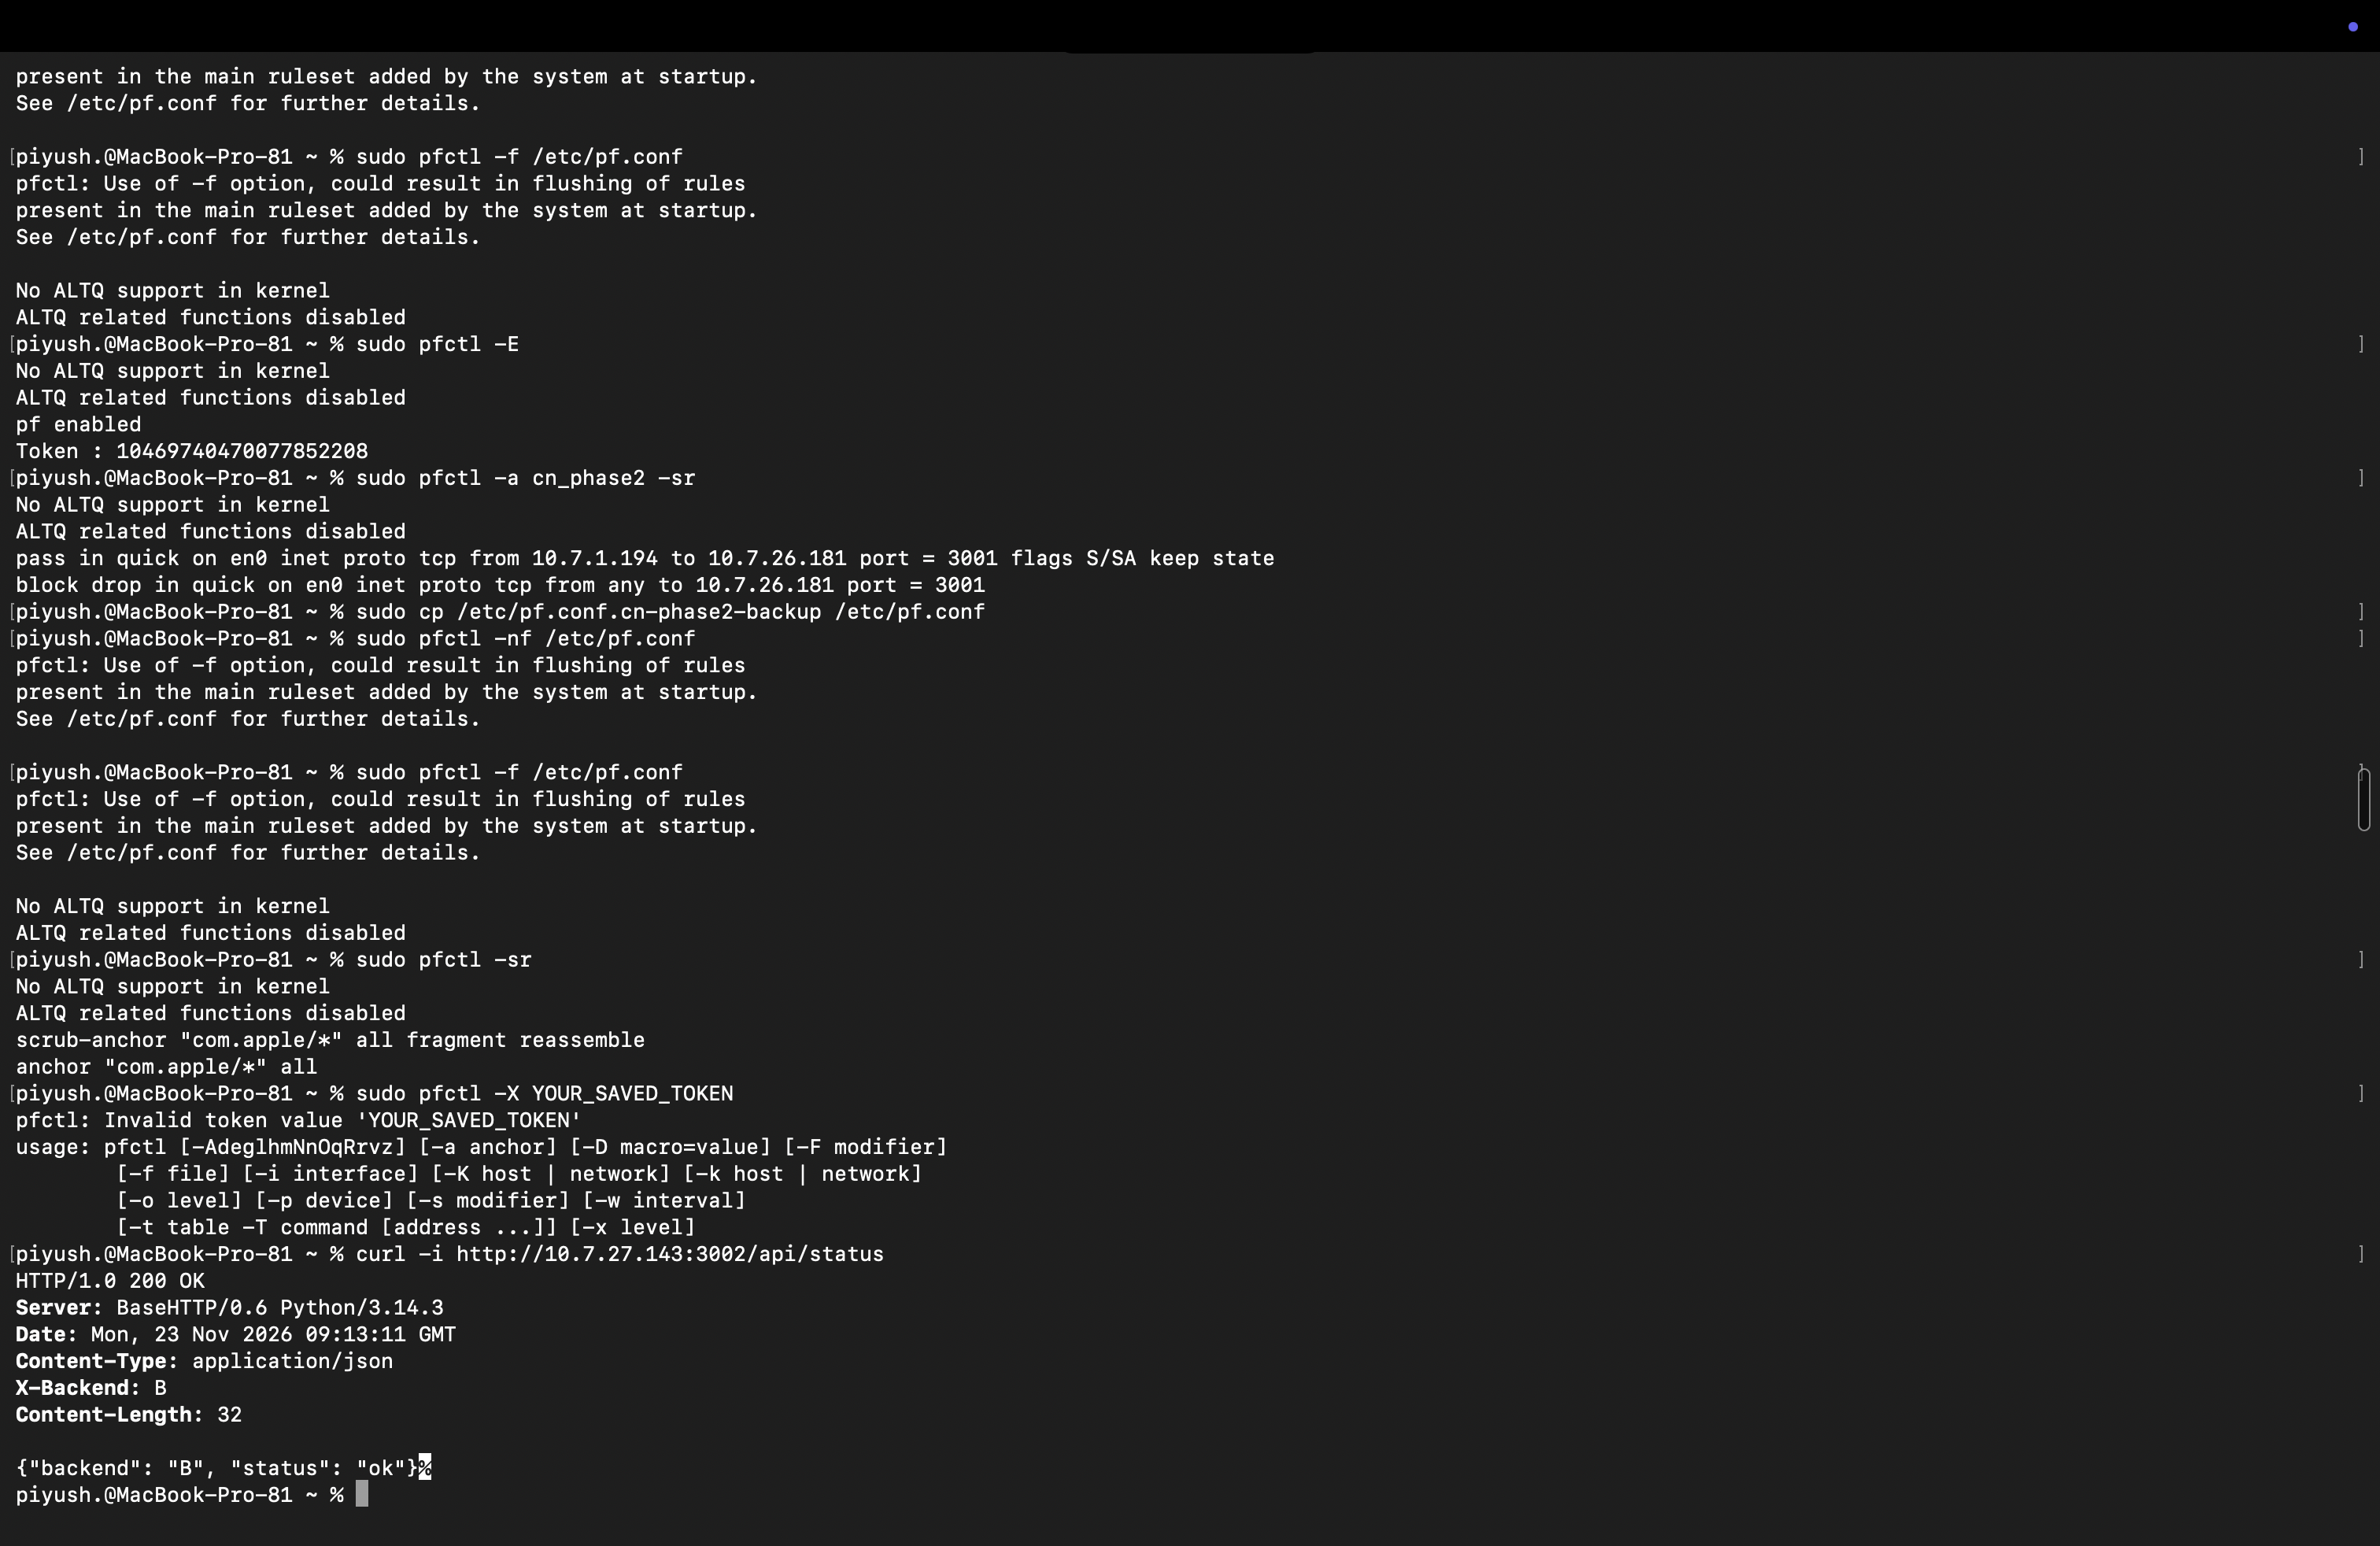 present in the main ruleset added by the system at startup.
See /etc/pf.conf for further details.

[piyush.@MacBook-Pro-81 ~ % sudo pfctl -f /etc/pf.conf ]
pfctl: Use of -f option, could result in flushing of rules
present in the main ruleset added by the system at startup.
See /etc/pf.conf for further details.

No ALTQ support in kernel
ALTQ related functions disabled
[piyush.@MacBook-Pro-81 ~ % sudo pfctl -E ]
No ALTQ support in kernel
ALTQ related functions disabled
pf enabled
Token : 10469740470077852208
[piyush.@MacBook-Pro-81 ~ % sudo pfctl -a cn_phase2 -sr ]
No ALTQ support in kernel
ALTQ related functions disabled
pass in quick on en0 inet proto tcp from 10.7.1.194 to 10.7.26.181 port = 3001 flags S/SA keep state
block drop in quick on en0 inet proto tcp from any to 10.7.26.181 port = 3001
[piyush.@MacBook-Pro-81 ~ % sudo cp /etc/pf.conf.cn-phase2-backup /etc/pf.conf ]
[piyush.@MacBook-Pro-81 ~ % sudo pfctl -nf /etc/pf.conf ]
pfctl: Use of -f option, could result in flushing of rules
present in the main ruleset added by the system at startup.
See /etc/pf.conf for further details.

[piyush.@MacBook-Pro-81 ~ % sudo pfctl -f /etc/pf.conf ]
pfctl: Use of -f option, could result in flushing of rules
present in the main ruleset added by the system at startup.
See /etc/pf.conf for further details.

No ALTQ support in kernel
ALTQ related functions disabled
[piyush.@MacBook-Pro-81 ~ % sudo pfctl -sr ]
No ALTQ support in kernel
ALTQ related functions disabled
scrub-anchor "com.apple/*" all fragment reassemble
anchor "com.apple/*" all
[piyush.@MacBook-Pro-81 ~ % sudo pfctl -X YOUR_SAVED_TOKEN ]
pfctl: Invalid token value 'YOUR_SAVED_TOKEN'
usage: pfctl [-AdeglhmNnOqRrvz] [-a anchor] [-D macro=value] [-F modifier]
        [-f file] [-i interface] [-K host | network] [-k host | network]
        [-o level] [-p device] [-s modifier] [-w interval]
        [-t table -T command [address ...]] [-x level]
[piyush.@MacBook-Pro-81 ~ % curl -i http://10.7.27.143:3002/api/status ]
HTTP/1.0 200 OK
Server: BaseHTTP/0.6 Python/3.14.3
Date: Mon, 23 Nov 2026 09:13:11 GMT
Content-Type: application/json
X-Backend: B
Content-Length: 32

{"backend": "B", "status": "ok"}%
piyush.@MacBook-Pro-81 ~ %